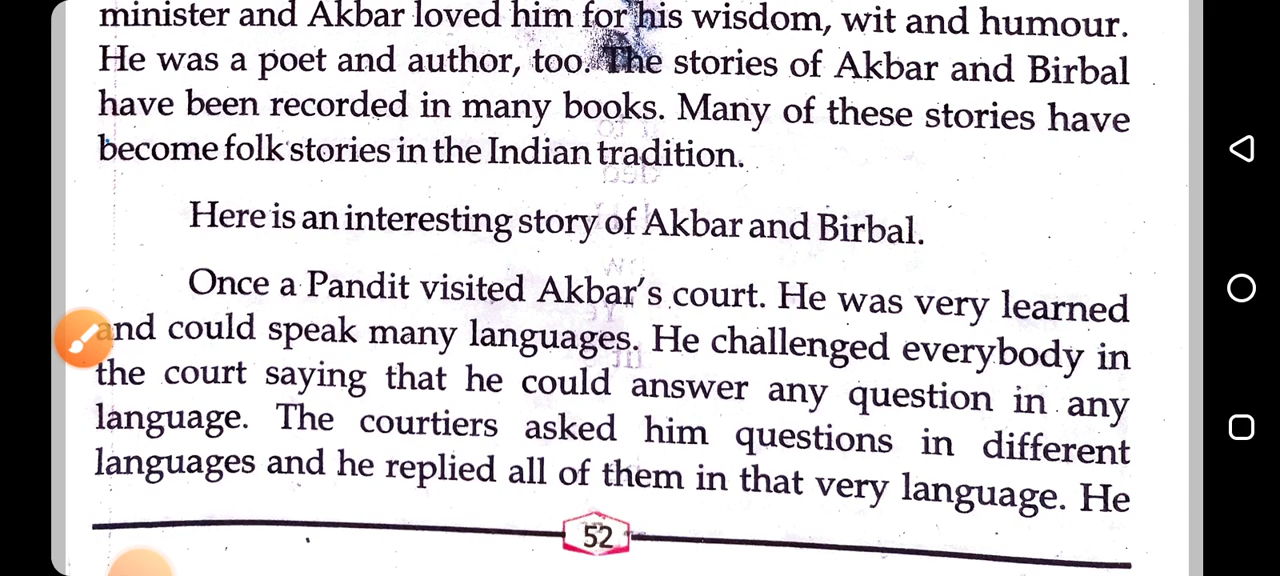 minister and Akbar loved him for his wisdom, wit and humour.
He was a poet and author, too. The stories of Akbar and Birbal
have been recorded in many books. Many of these stories have
become folk stories in the Indian tradition.
Here is an interesting story of Akbar and Birbal.
Once a Pandit visited Akbar's court. He was very learned
and could speak many languages. He challenged everybody in
the court saying that he could answer any question in any
language. The courtiers asked him questions in different
languages and he replied all of them in that very language. He
52